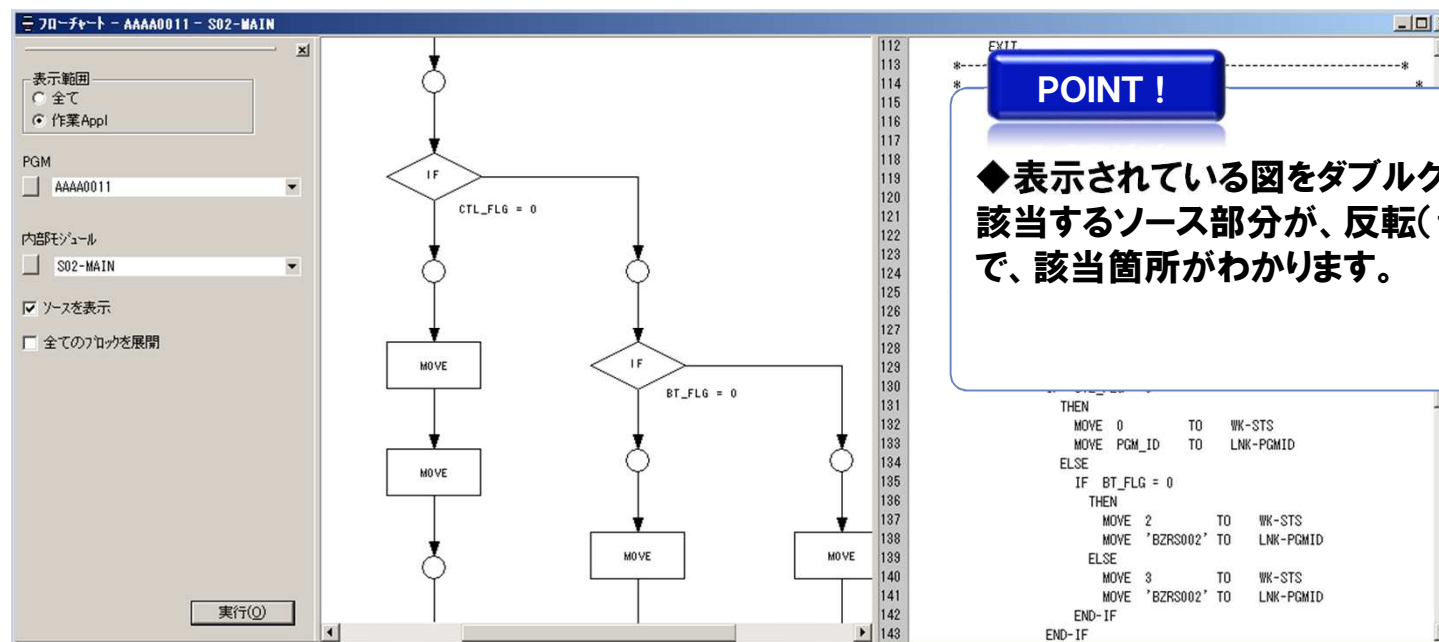 フローチャート - AAAA0011 - S02-MAIN
表示範囲
全て
作業Appl
PGM
AAAA0011
内部モジュール
S02-MAIN
ソースを表示
全てのブロックを展開
実行(O)
IF
CTL_FLG = 0
MOVE
IF
BT_FLG = 0
MOVE
MOVE
MOVE
112 EXIT
113 *---- ----------------------*
114 * *
115
116
117
118
119
120
121
122
123
124
125
126
127
128
129
130
131 THEN
132 MOVE 0 TO WK-STS
133 MOVE PGM_ID TO LNK-PGMID
134 ELSE
135 IF BT_FLG = 0
136 THEN
137 MOVE 2 TO WK-STS
138 MOVE 'BZRS002' TO LNK-PGMID
139 ELSE
140 MOVE 3 TO WK-STS
141 MOVE 'BZRS002' TO LNK-PGMID
142 END-IF
143 END-IF
POINT！
◆表示されている図をダブルク
該当するソース部分が、反転(
で、該当箇所がわかります。